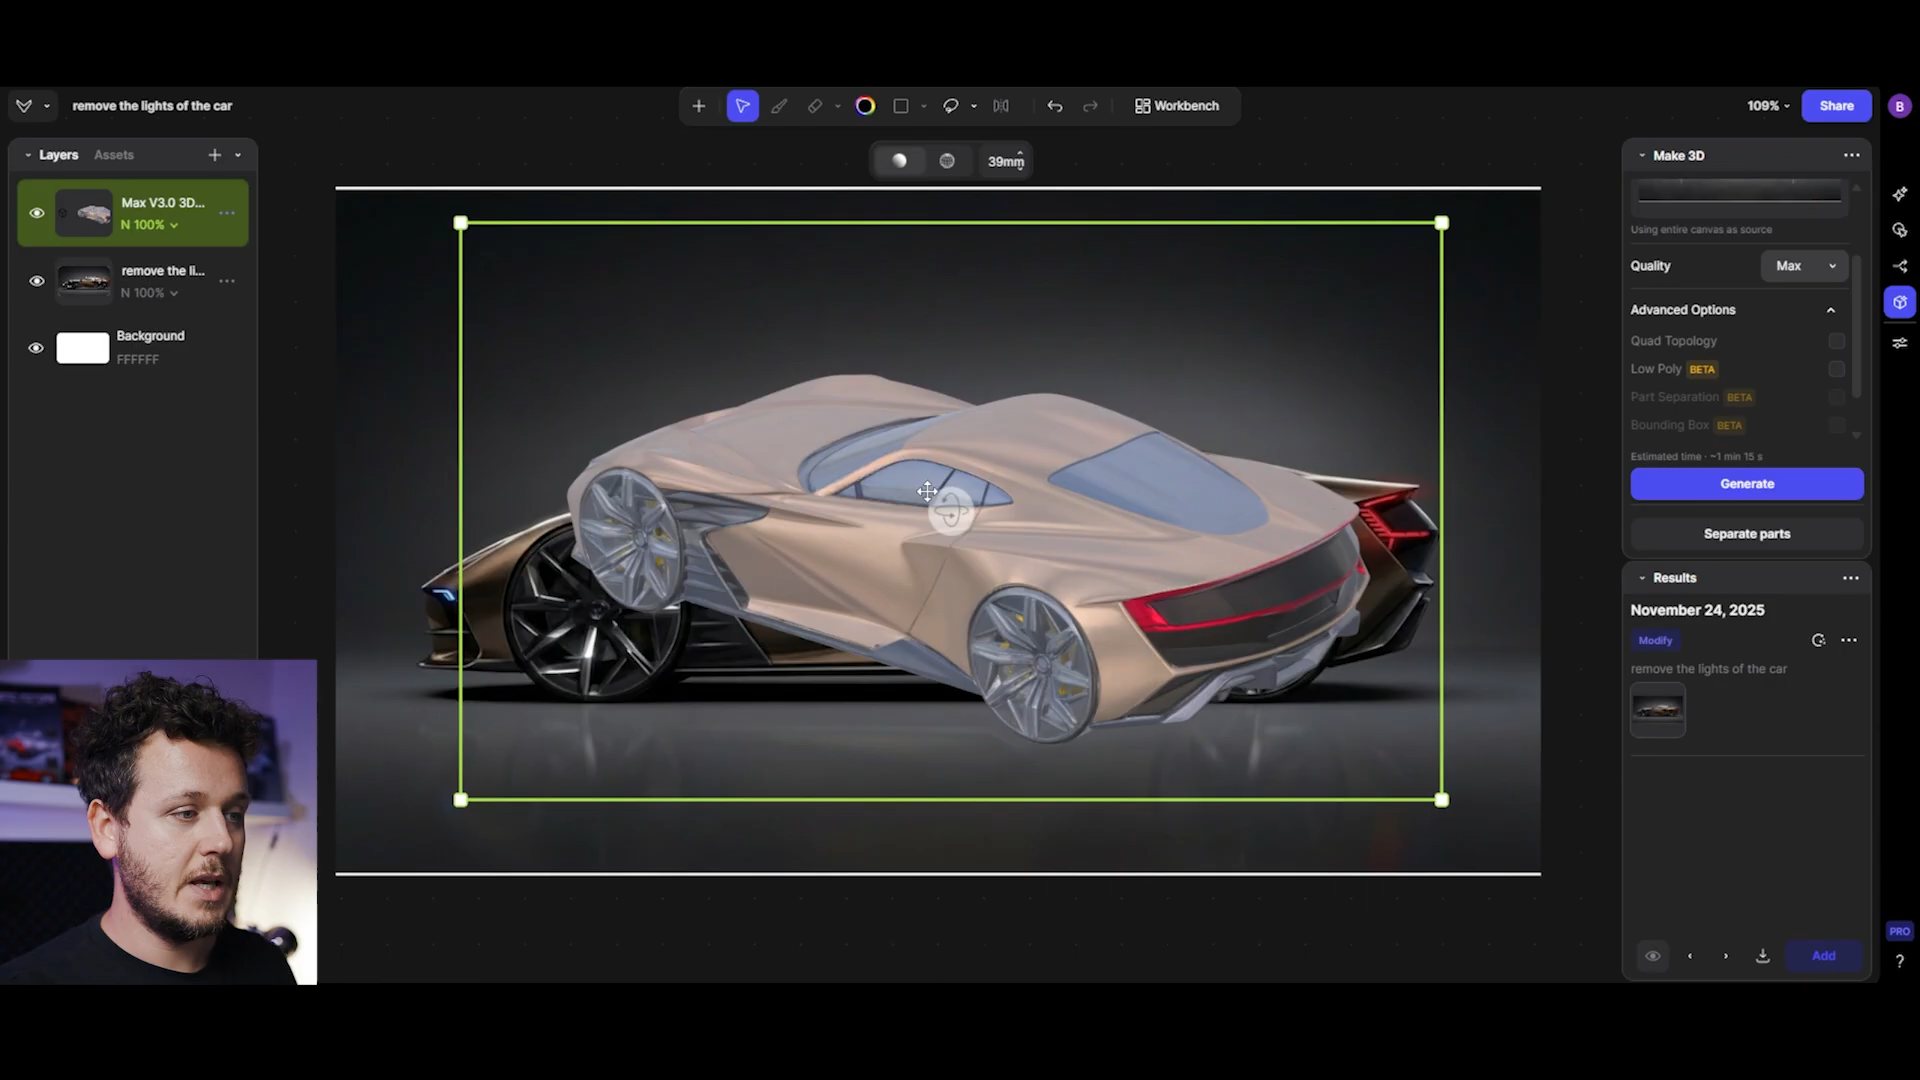 remove the lights of the car
Workbench
109%
Share
B
Layers
Assets
39mm
Max V3.0 3D...
N 100%
remove the li...
N 100%
Background
FFFFFF
Make 3D
Using entire canvas as source
Quality
Max
Advanced Options
Quad Topology
Low Poly BETA
Part Separation BETA
Bounding Box BETA
Estimated time · ~1 min 15 s
Generate
Separate parts
Results
November 24, 2025
Modify
remove the lights of the car
Add
PRO
?